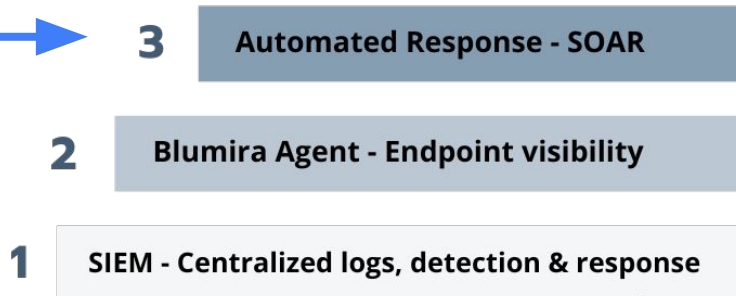 3 Automated Response - SOAR
2 Blumira Agent - Endpoint visibility
1 SIEM - Centralized logs, detection & response